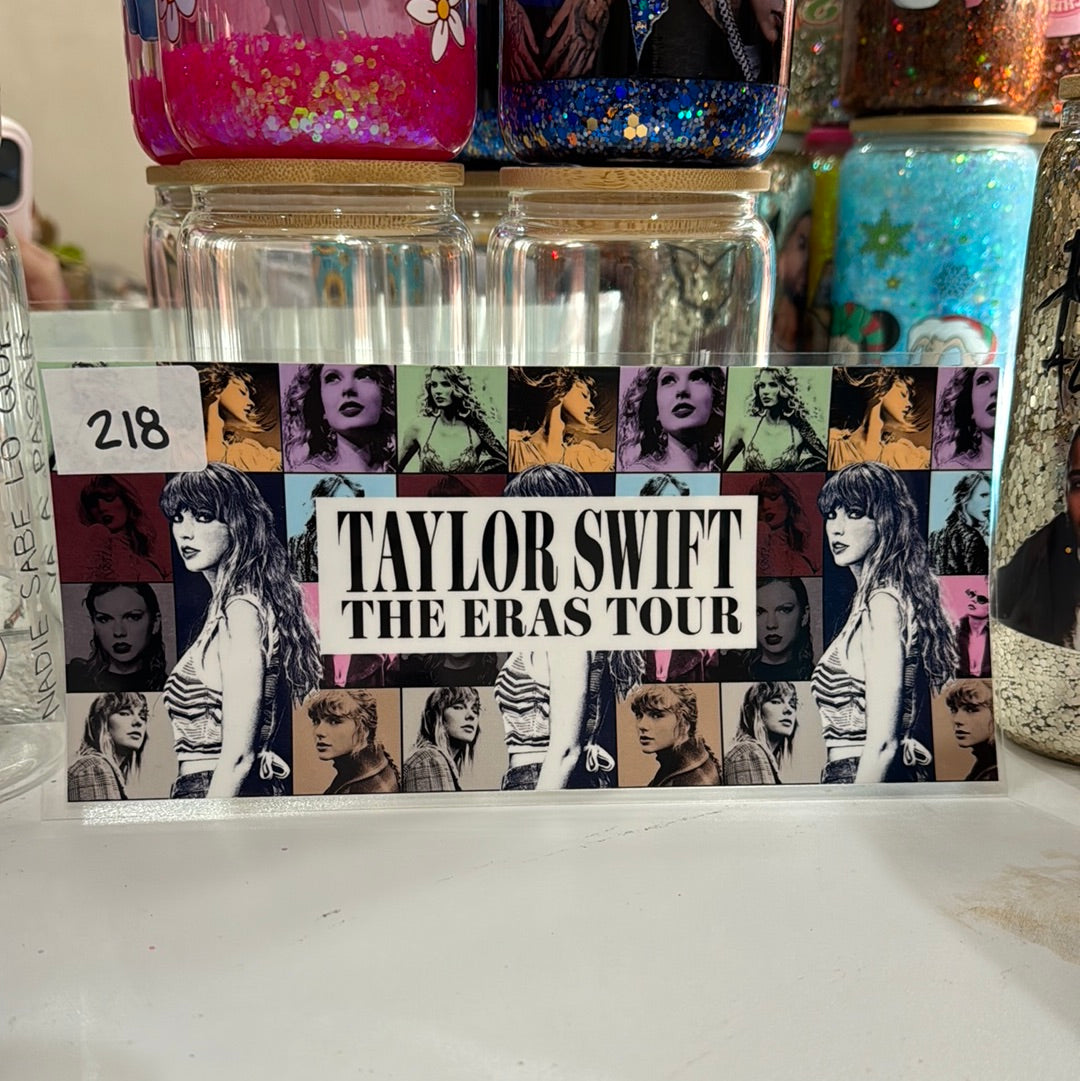 218
TAYLOR SWIFT
THE ERAS TOUR
NADIE SABE LO QUE